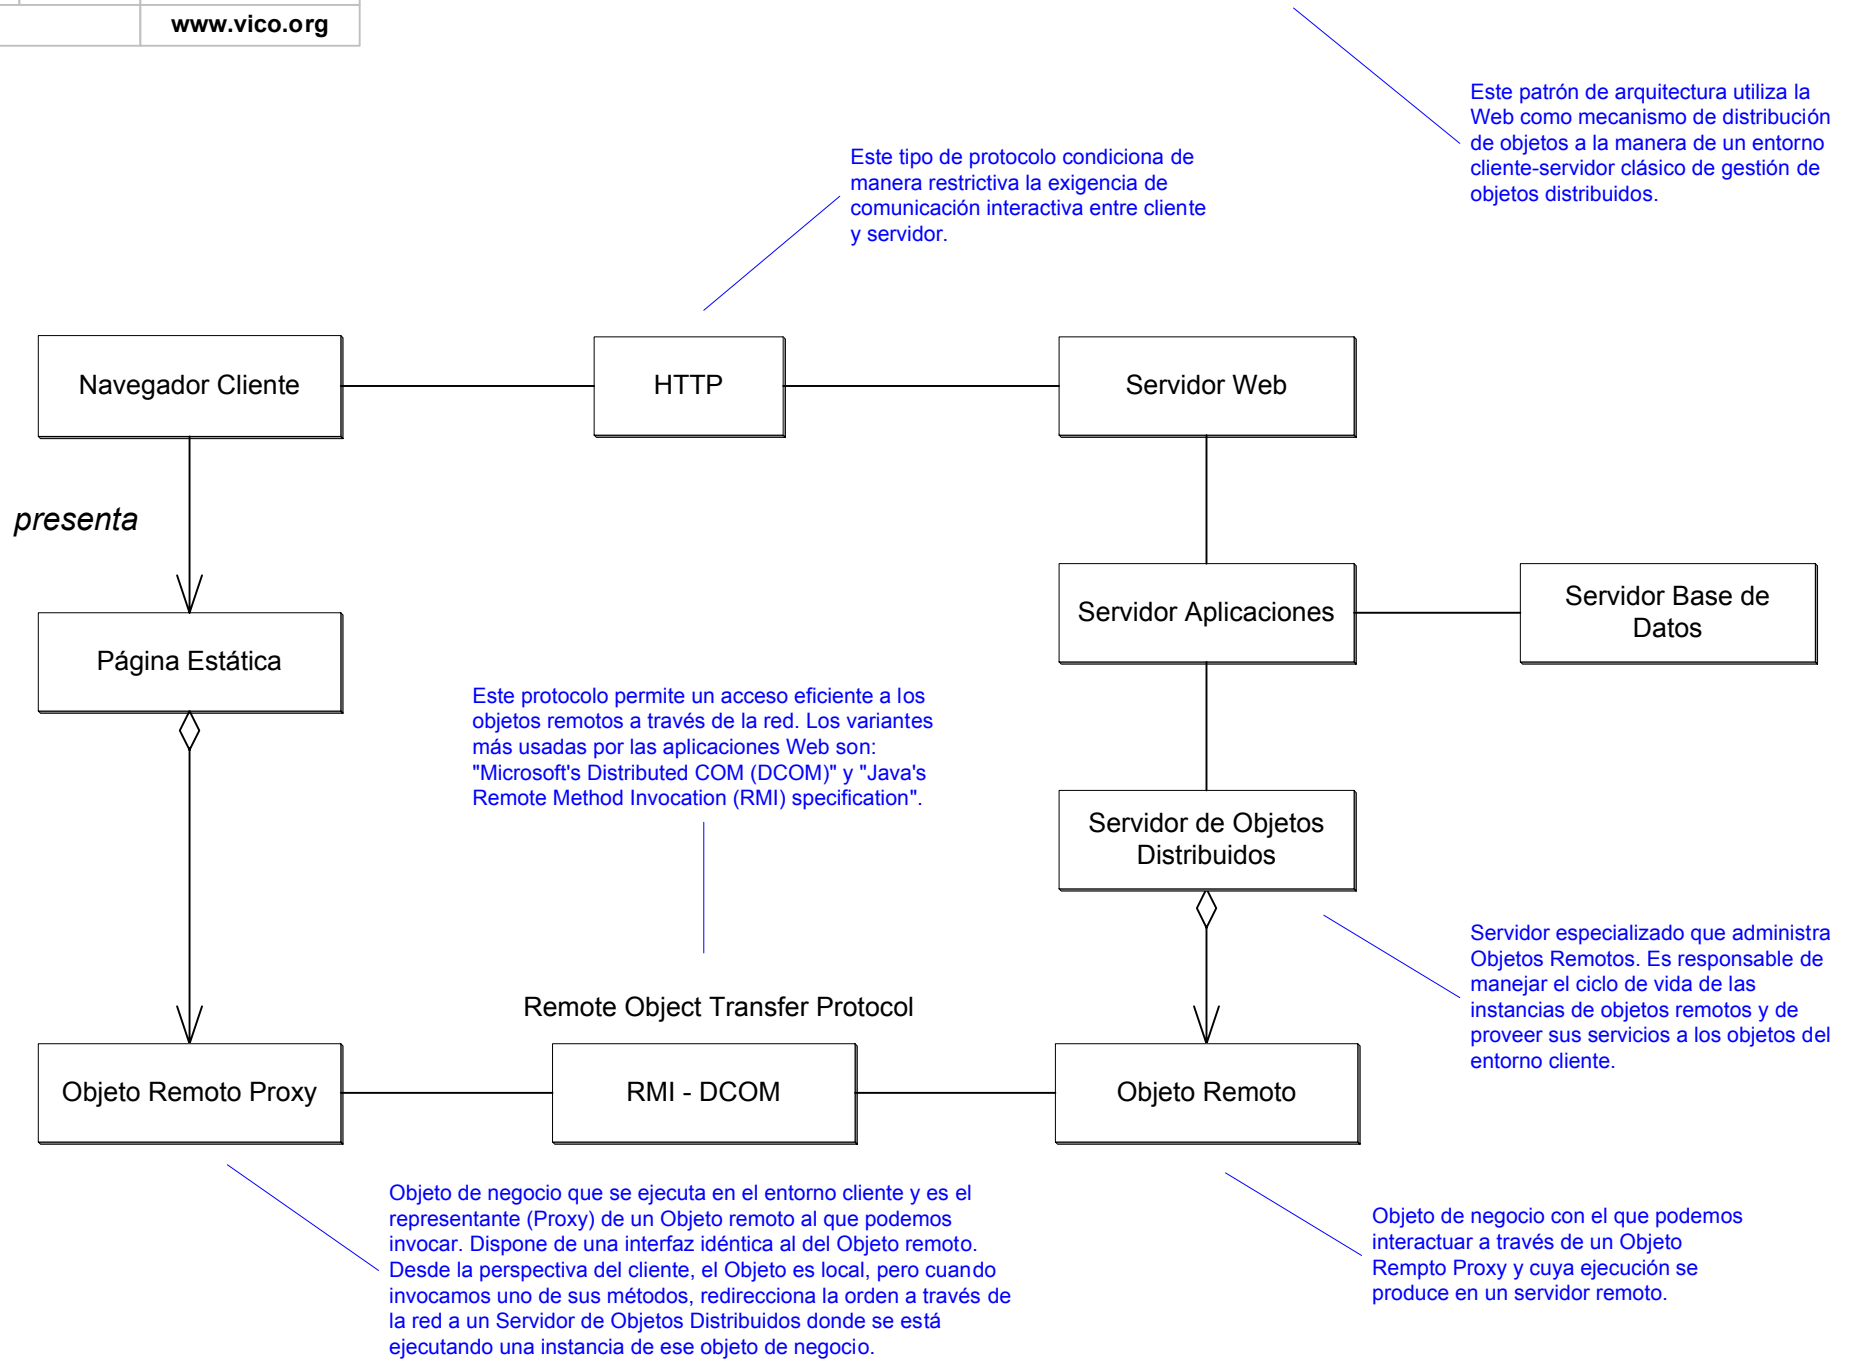 www.vico.org
Este patrón de arquitectura utiliza la
Web como mecanismo de distribución
de objetos a la manera de un entorno
cliente-servidor clásico de gestión de
objetos distribuidos.
Este tipo de protocolo condiciona de
manera restrictiva la exigencia de
comunicación interactiva entre cliente
y servidor.
Navegador Cliente
HTTP
Servidor Web
presenta
Página Estática
Servidor Aplicaciones
Servidor Base de
Datos
Este protocolo permite un acceso eficiente a los
objetos remotos a través de la red. Los variantes
más usadas por las aplicaciones Web son:
"Microsoft's Distributed COM (DCOM)" y "Java's
Remote Method Invocation (RMI) specification".
Servidor de Objetos
Distribuidos
Servidor especializado que administra
Objetos Remotos. Es responsable de
manejar el ciclo de vida de las
instancias de objetos remotos y de
proveer sus servicios a los objetos del
entorno cliente.
Remote Object Transfer Protocol
Objeto Remoto Proxy
RMI - DCOM
Objeto Remoto
Objeto de negocio que se ejecuta en el entorno cliente y es el
representante (Proxy) de un Objeto remoto al que podemos
invocar. Dispone de una interfaz idéntica al del Objeto remoto.
Desde la perspectiva del cliente, el Objeto es local, pero cuando
invocamos uno de sus métodos, redirecciona la orden a través de
la red a un Servidor de Objetos Distribuidos donde se está
ejecutando una instancia de ese objeto de negocio.
Objeto de negocio con el que podemos
interactuar a través de un Objeto
Rempto Proxy y cuya ejecución se
produce en un servidor remoto.